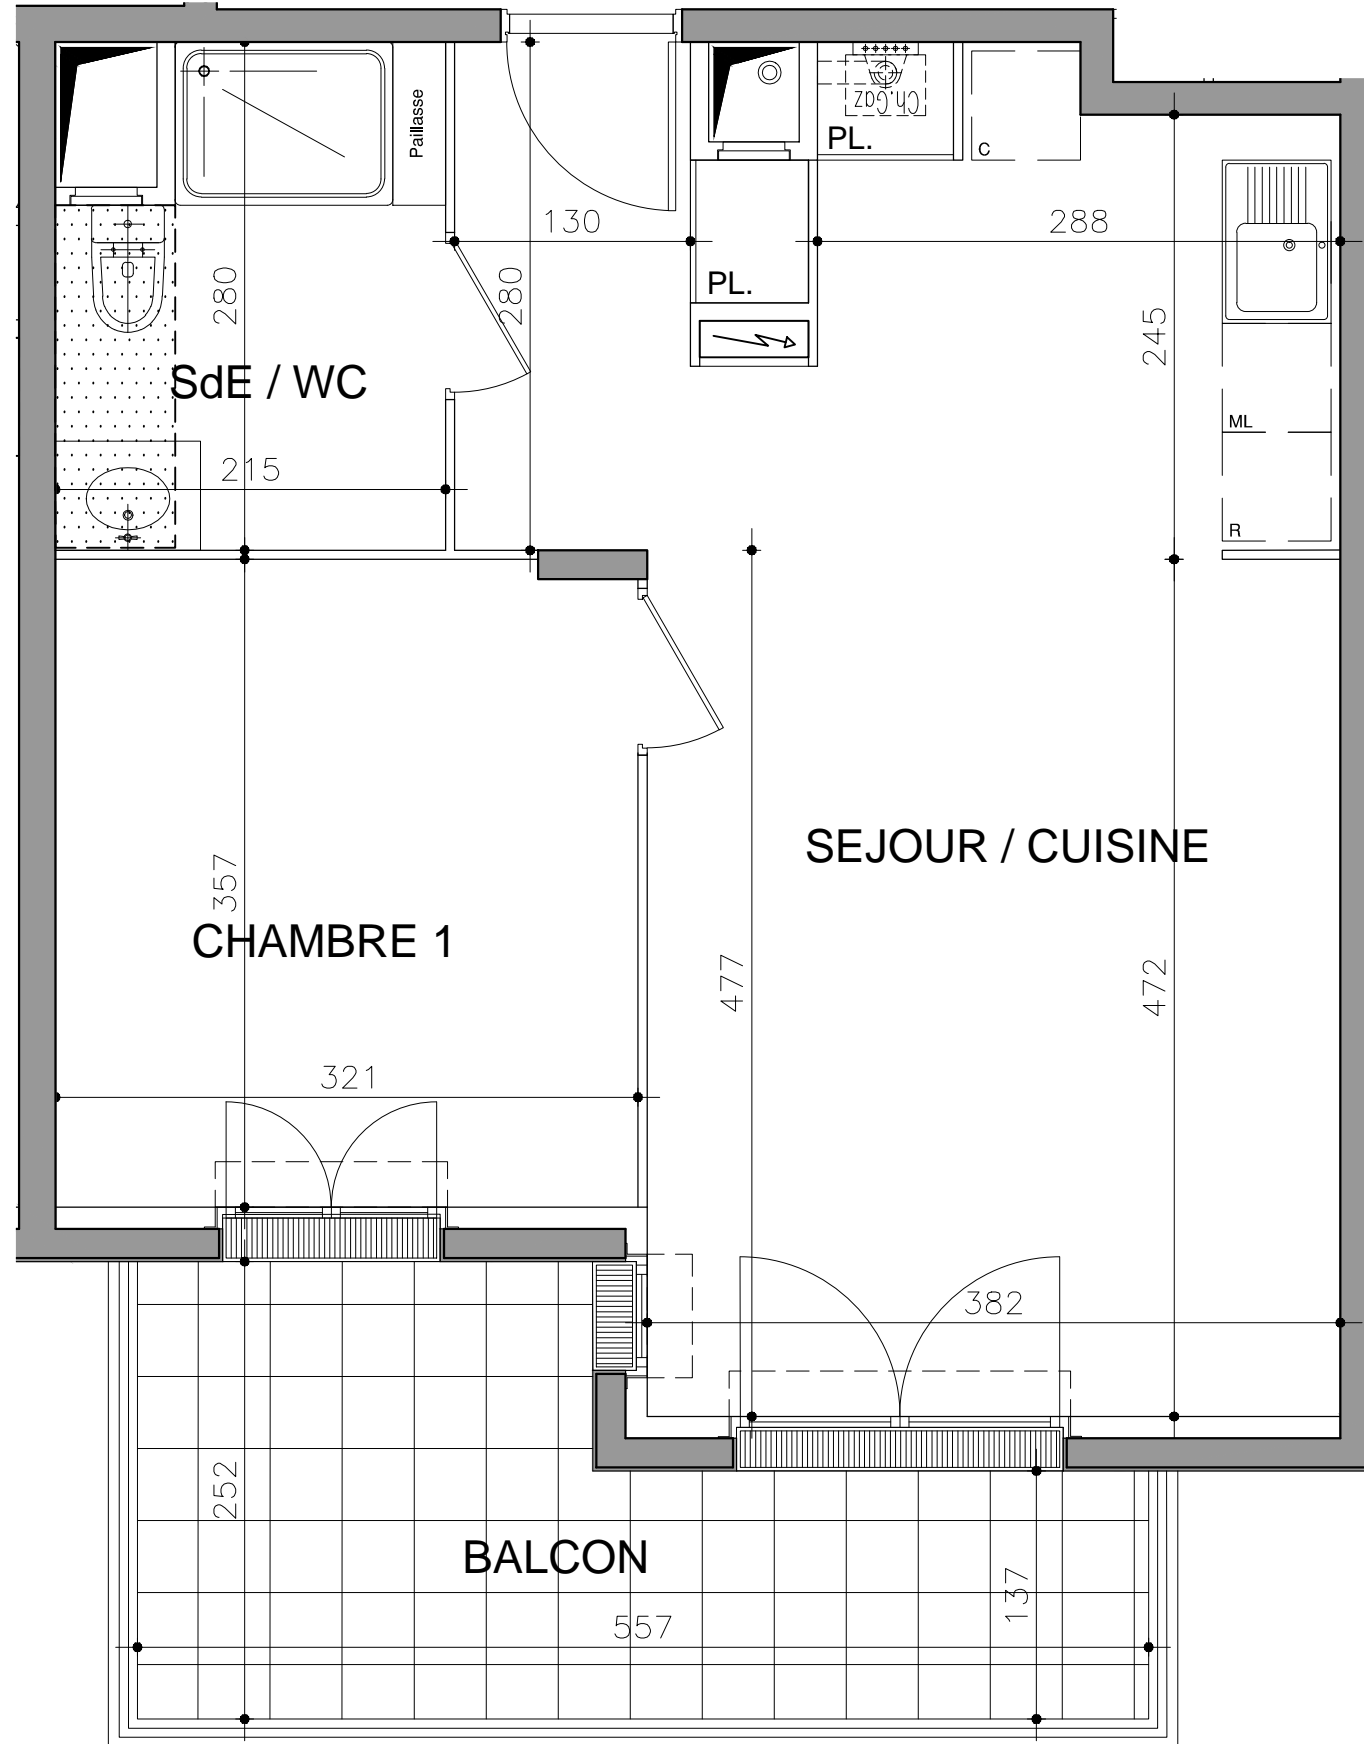 Paillasse
Ch.Gaz
PL.
C
130
288
PL.
280
280
245
SdE / WC
ML
215
R
SEJOUR / CUISINE
357
CHAMBRE 1
477
472
321
382
252
BALCON
137
557